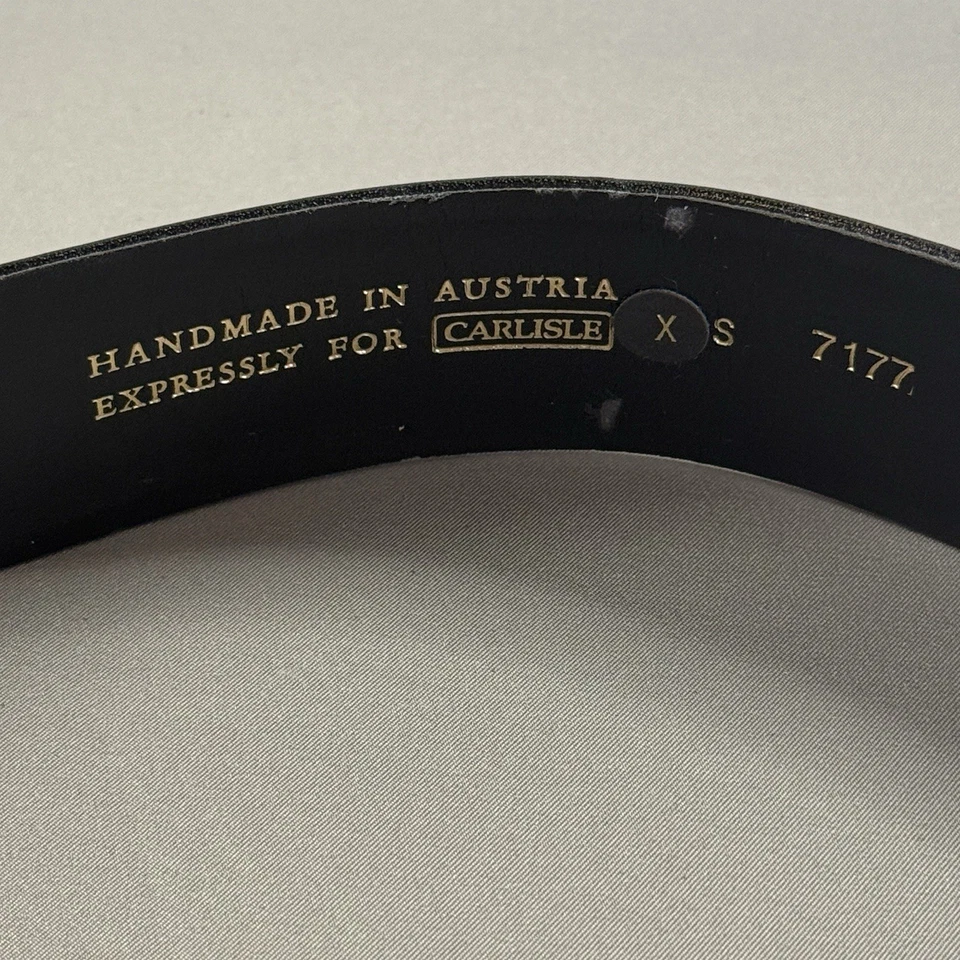 HANDMADE IN AUSTRIA
EXPRESSLY FOR CARLISLE X S 7177